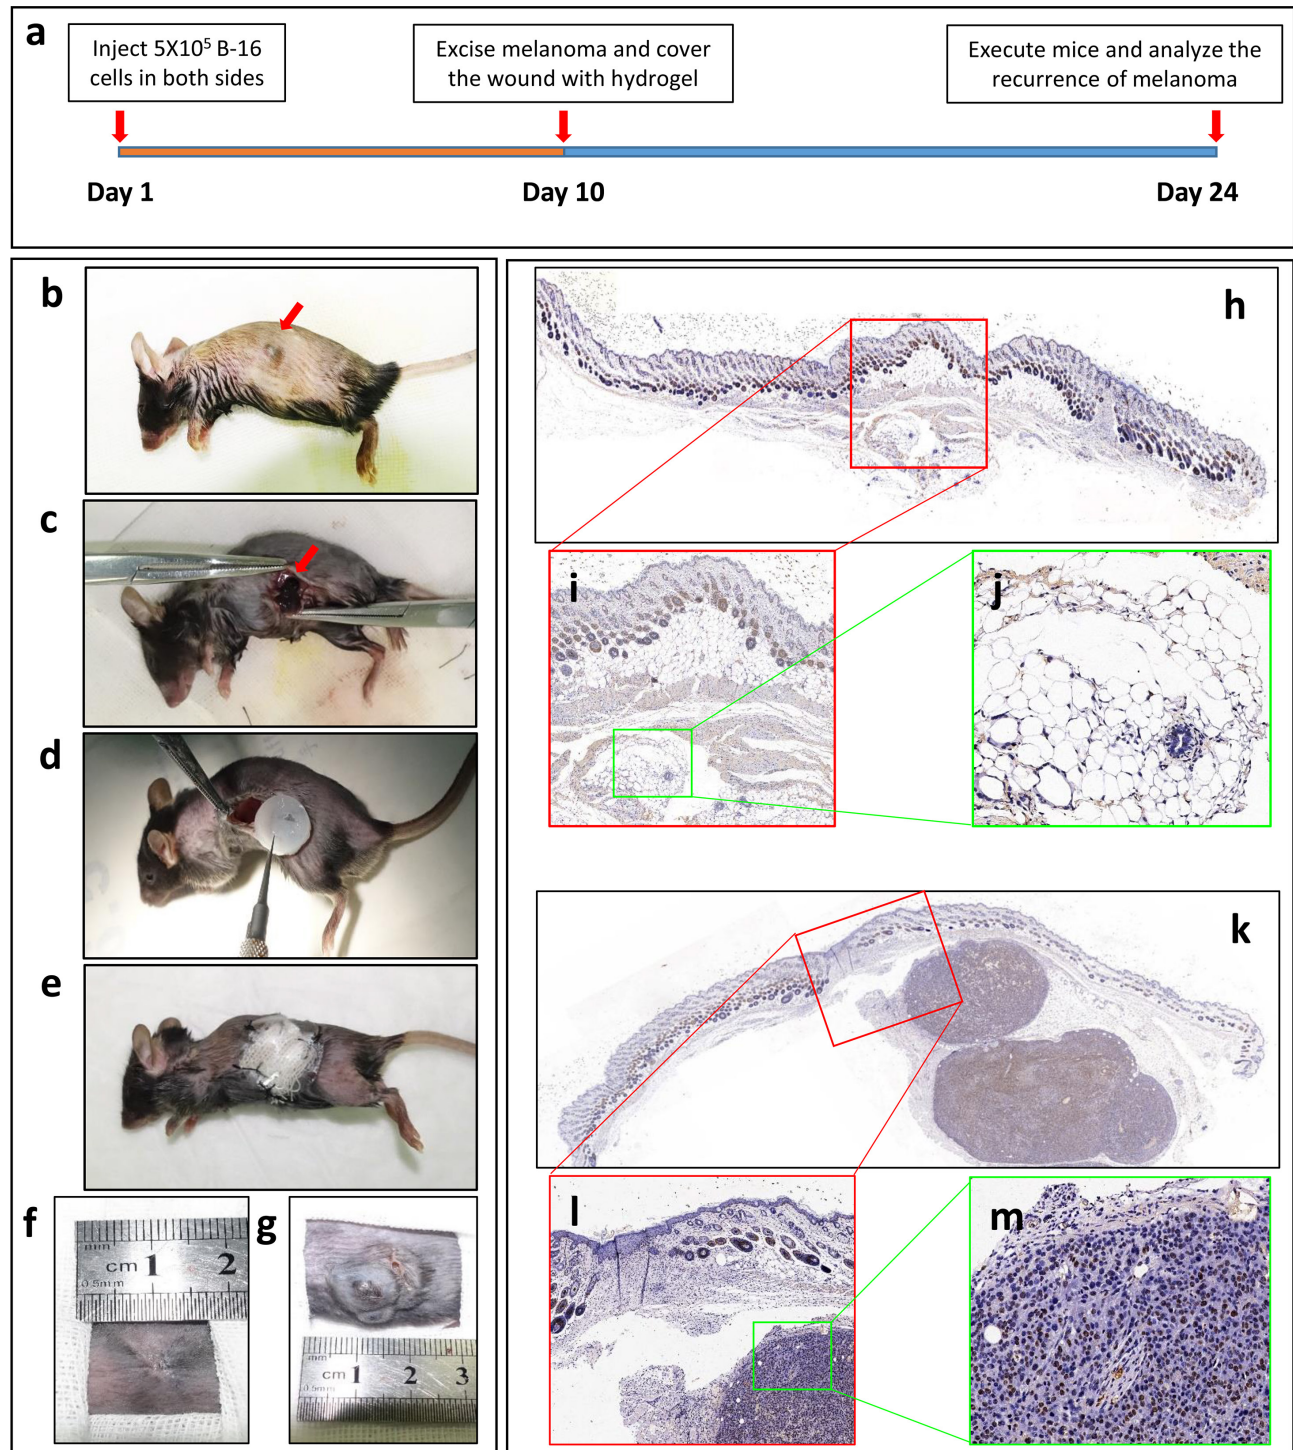 a
Inject 5X10⁵ B-16
cells in both sides
Excise melanoma and cover
the wound with hydrogel
Execute mice and analyze the
recurrence of melanoma
Day 1
Day 10
Day 24
b
c
d
e
f
mm
cm 1 2
0.5mm
g
mm
1 2 3
0.5mm
h
i
j
k
l
m